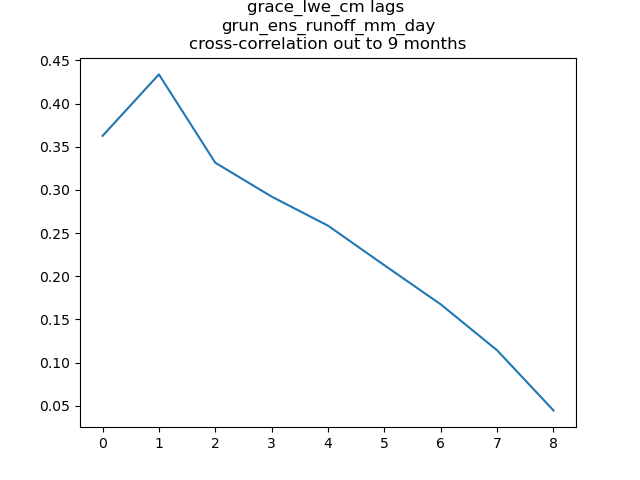 grace_lwe_cm lags
grun_ens_runoff_mm_day
cross-correlation out to 9 months
0.45
0.40
0.35
0.30
0.25
0.20
0.15
0.10
0.05
0 1 2 3 4 5 6 7 8